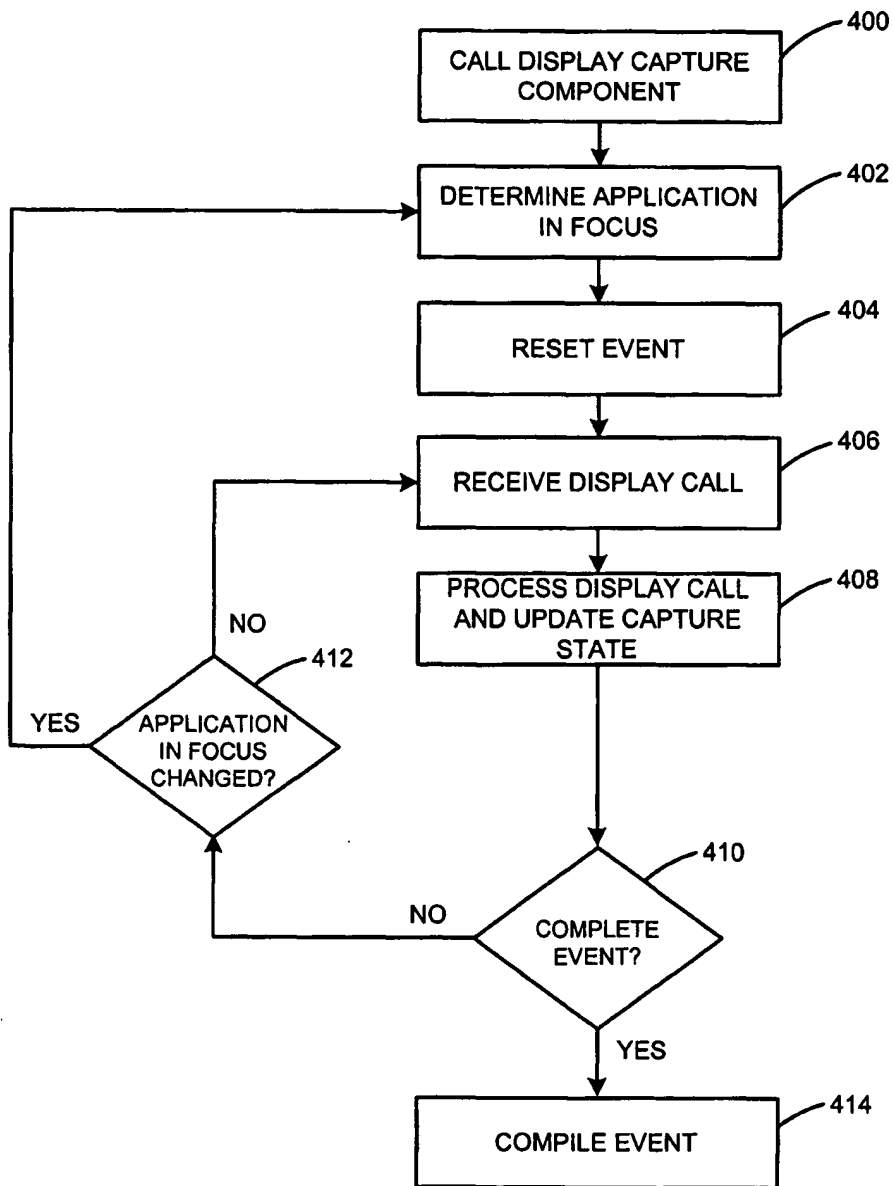 400
CALL DISPLAY CAPTURE
COMPONENT
402
DETERMINE APPLICATION
IN FOCUS
404
RESET EVENT
406
RECEIVE DISPLAY CALL
408
PROCESS DISPLAY CALL
AND UPDATE CAPTURE
STATE
NO
412
YES
APPLICATION
IN FOCUS
CHANGED?
410
NO
COMPLETE
EVENT?
YES
414
COMPILE EVENT